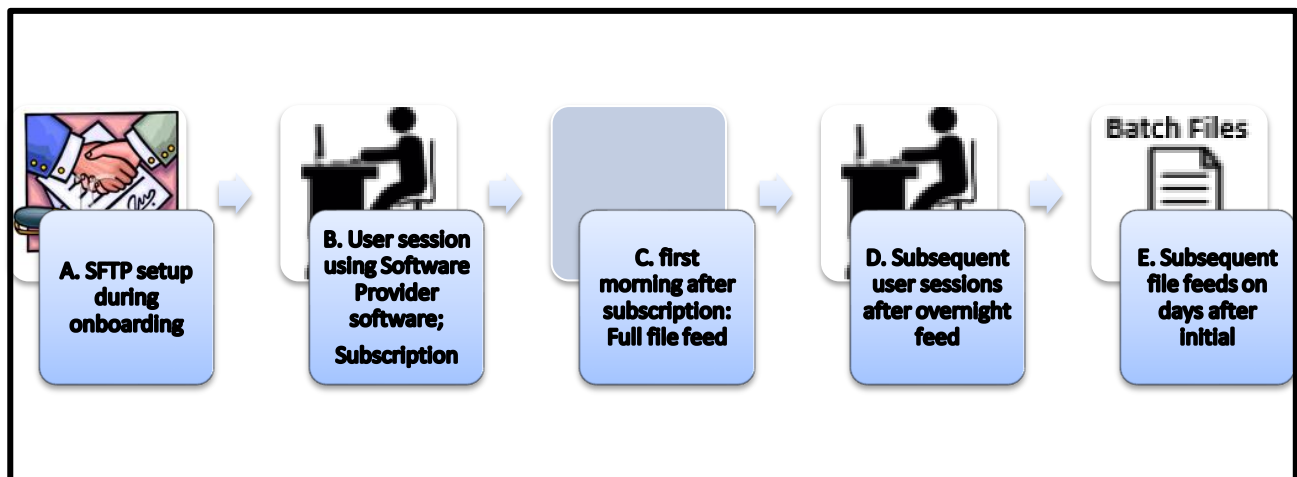 A. SFTP setup
during
onboarding
B. User session
using Software
Provider
software;
Subscription
C. first
morning after
subscription:
Full file feed
D. Subsequent
user sessions
after overnight
feed
Batch Files
E. Subsequent
file feeds on
days after
initial